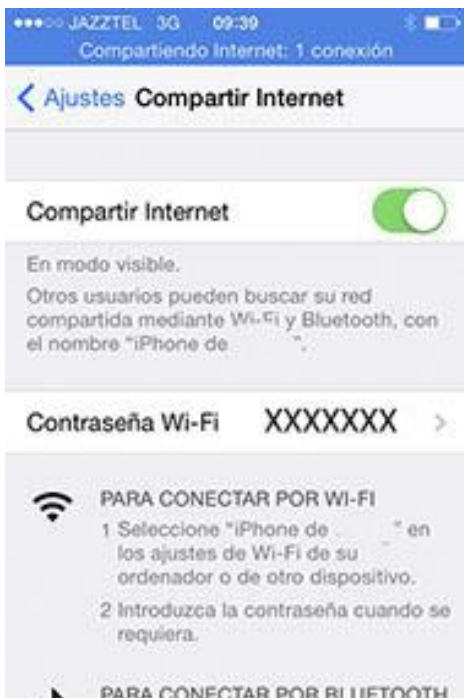 JAZZTEL 3G 09:39
Compartiendo Internet: 1 conexión
Ajustes Compartir Internet
Compartir Internet
En modo visible.
Otros usuarios pueden buscar su red
compartida mediante Wi-Fi y Bluetooth, con
el nombre "iPhone de ".
Contraseña Wi-Fi XXXXXXX
PARA CONECTAR POR WI-FI
1 Seleccione "iPhone de " en
los ajustes de Wi-Fi de su
ordenador o de otro dispositivo.
2 Introduzca la contraseña cuando se
requiera.
PARA CONECTAR POR BLUETOOTH